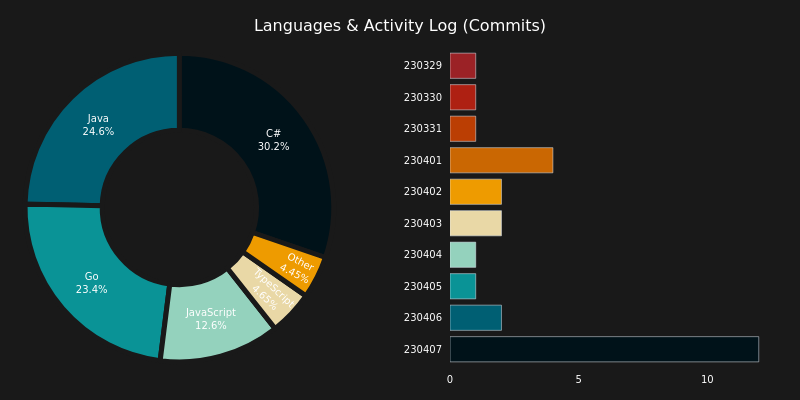 Languages & Activity Log (Commits)
Java
24.6%
C#
30.2%
Go
23.4%
JavaScript
12.6%
TypeScript
4.65%
Other
4.45%
230329
230330
230331
230401
230402
230403
230404
230405
230406
230407
0 5 10